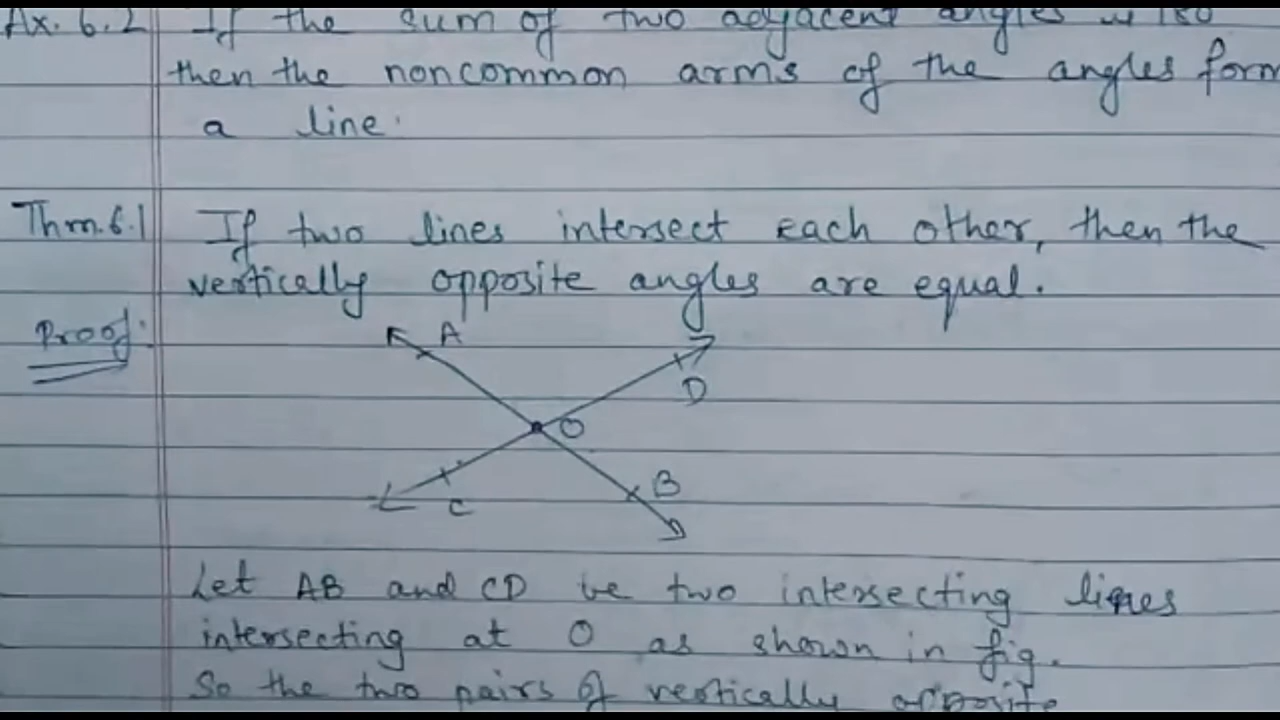 Ax. 6.2 If the sum of two adjacent angles is 180
then the noncommon arms of the angles form
a line.
Thm.6.1 If two lines intersect Each other, then the
vertically opposite angles are equal.
Proof:
A
D
O
B
C
Let AB and CD be two intersecting lines
intersecting at O as shown in fig.
So the two pairs of vertically opposite